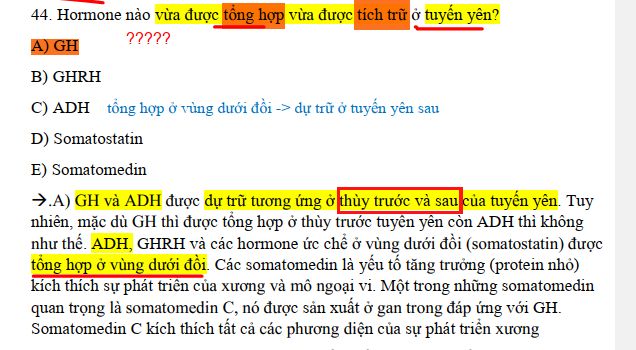 44. Hormone nào vừa được tổng hợp vừa được tích trữ ở tuyến yên?
A) GH ?????
B) GHRH
C) ADH tổng hợp ở vùng dưới đồi -> dự trữ ở tuyến yên sau
D) Somatostatin
E) Somatomedin
→.A) GH và ADH được dự trữ tương ứng ở thùy trước và sau của tuyến yên. Tuy
nhiên, mặc dù GH thì được tổng hợp ở thùy trước tuyên yên còn ADH thì không
như thế. ADH, GHRH và các hormone ức chế ở vùng dưới đồi (somatostatin) được
tổng hợp ở vùng dưới đồi. Các somatomedin là yếu tố tăng trưởng (protein nhỏ)
kích thích sự phát triển của xương và mô ngoại vi. Một trong những somatomedin
quan trọng là somatomedin C, nó được sản xuất ở gan trong đáp ứng với GH.
Somatomedin C kích thích tất cả các phương diện của sự phát triển xương